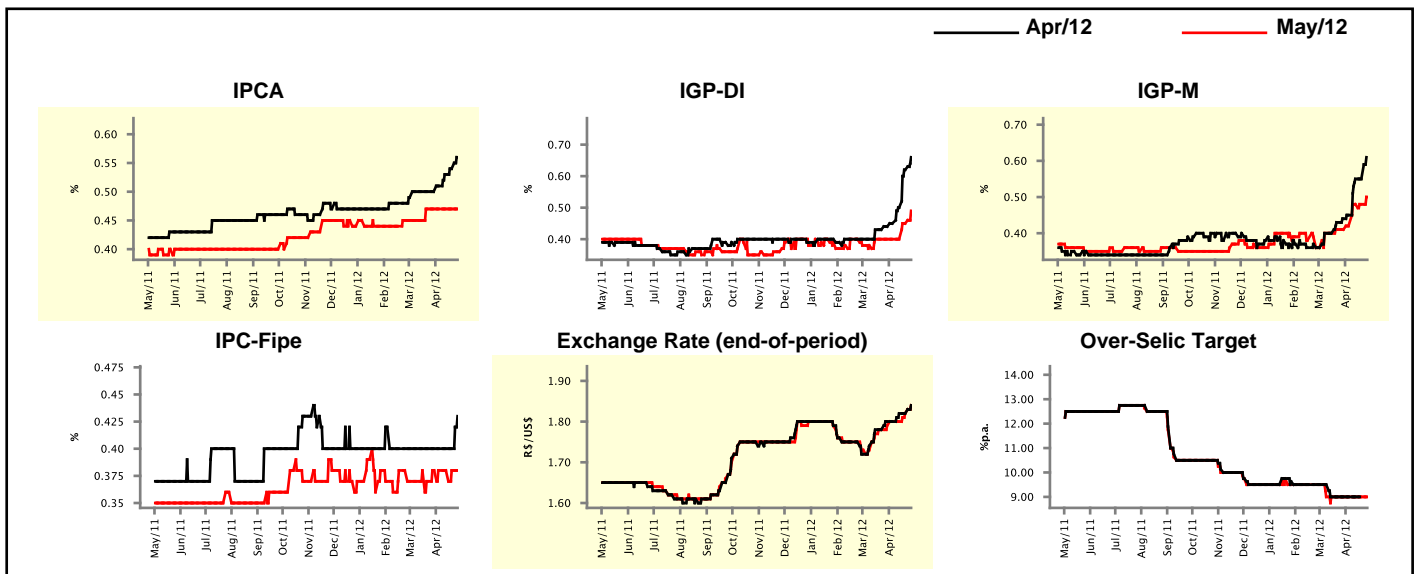 Apr/12 May/12
IPCA IGP-DI IGP-M
%
0.60
0.55
0.50
0.45
0.40
May/11 Jun/11 Jul/11 Aug/11 Sep/11 Oct/11 Nov/11 Dec/11 Jan/12 Feb/12 Mar/12 Apr/12
%
0.70
0.50
0.40
May/11 Jun/11 Jul/11 Aug/11 Sep/11 Oct/11 Nov/11 Dec/11 Jan/12 Feb/12 Mar/12 Apr/12
%
0.70
0.60
0.50
0.40
May/11 Jun/11 Jul/11 Aug/11 Sep/11 Oct/11 Nov/11 Dec/11 Jan/12 Feb/12 Mar/12 Apr/12
IPC-Fipe Exchange Rate (end-of-period) Over-Selic Target
%
0.475
0.45
0.425
0.40
0.375
0.35
May/11 Jun/11 Jul/11 Aug/11 Sep/11 Oct/11 Nov/11 Dec/11 Jan/12 Feb/12 Mar/12 Apr/12
R$/US$
1.90
1.80
1.70
1.60
May/11 Jun/11 Jul/11 Aug/11 Sep/11 Oct/11 Nov/11 Dec/11 Jan/12 Feb/12 Mar/12 Apr/12
%p.a.
14.00
13.00
12.00
11.00
10.00
9.00
May/11 Jun/11 Jul/11 Aug/11 Sep/11 Oct/11 Nov/11 Dec/11 Jan/12 Feb/12 Mar/12 Apr/12